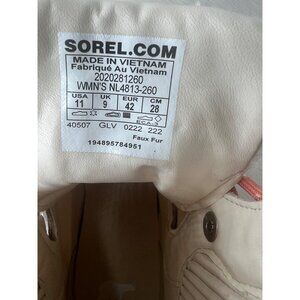 SOREL.COM
MADE IN VIETNAM
Fabriqué Au Vietnam
2020281260
WMN'S NL4813-260
USA UK EUR CM
11 9 42 28
40507 GLV 0222 222
Faux Fur
194895784951